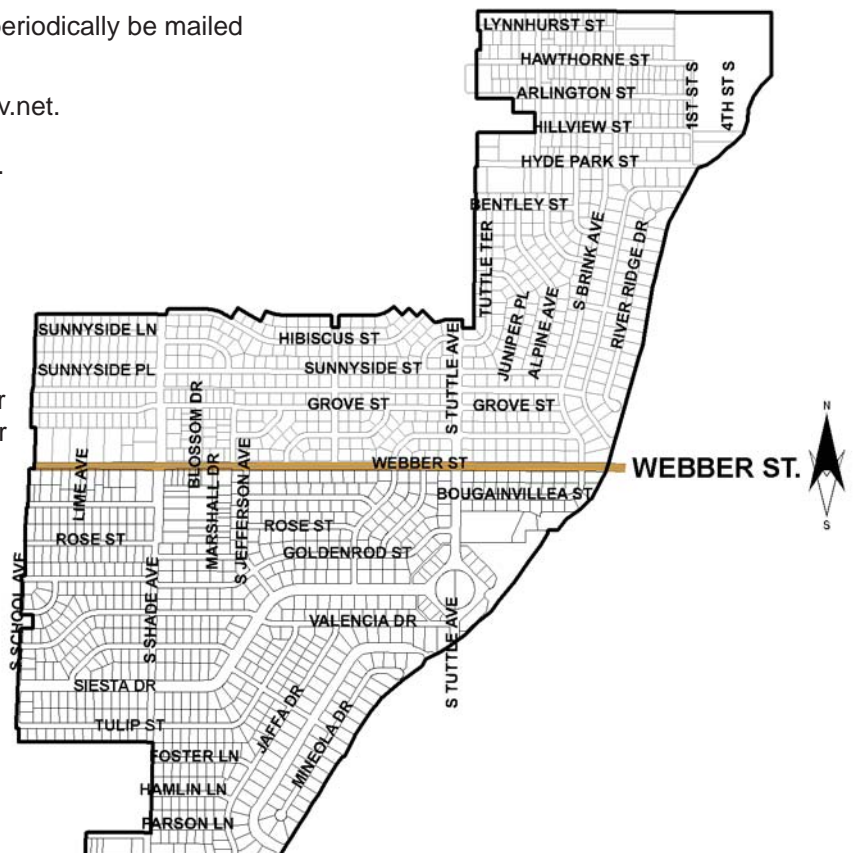 periodically be mailed
v.net.
.
r
r
LYNNHURST ST
HAWTHORNE ST
ARLINGTON ST
1ST ST S
4TH ST S
HILLVIEW ST
HYDE PARK ST
BENTLEY ST
TUTTLE TER
S BRINK AVE
RIVER RIDGE DR
JUNIPER PL
ALPINE AVE
SUNNYSIDE LN
HIBISCUS ST
S TUTTLE AVE
SUNNYSIDE PL
SUNNYSIDE ST
BLOSSOM DR
GROVE ST
GROVE ST
N
WEBBER ST
WEBBER ST.
S
LIME AVE
MARSHALL DR
S JEFFERSON AVE
BOUGAINVILLEA ST
ROSE ST
ROSE ST
GOLDENROD ST
S SCHOOL AVE
S SHADE AVE
VALENCIA DR
S TUTTLE AVE
SIESTA DR
JAFFA DR
MINEOLA DR
TULIP ST
FOSTER LN
HAMLIN LN
PARSON LN